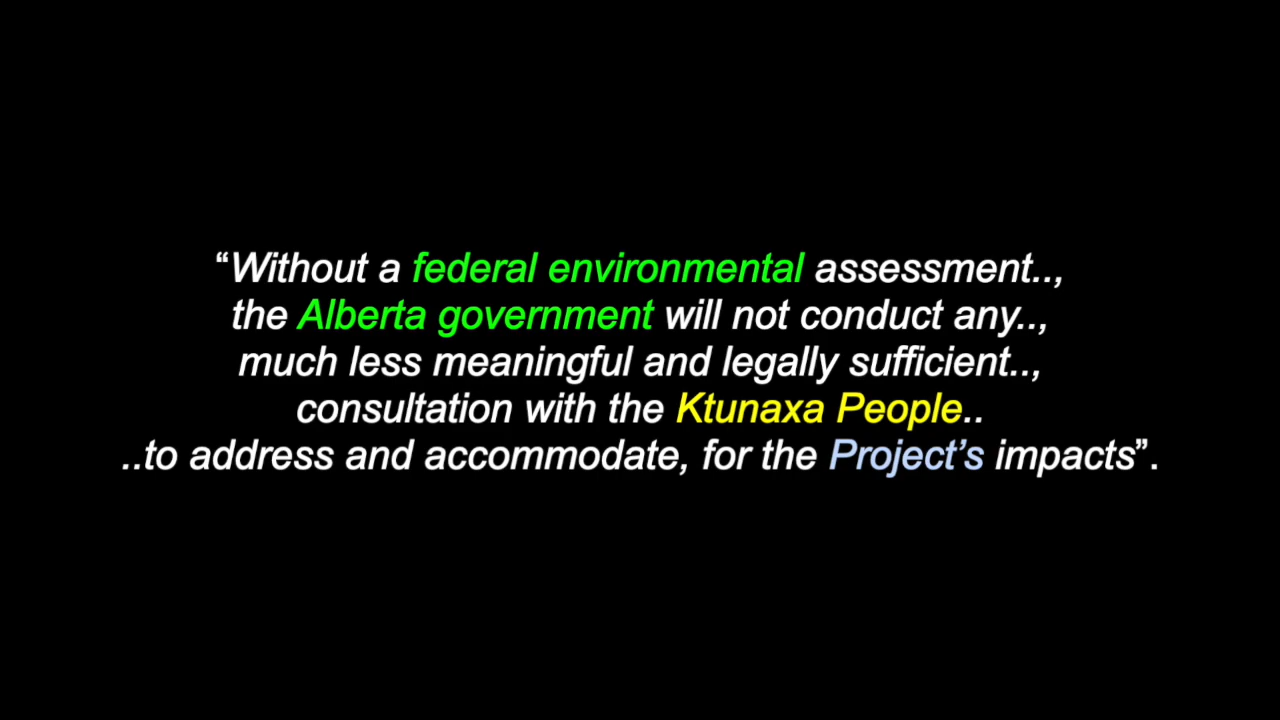 “Without a federal environmental assessment..,
the Alberta government will not conduct any..,
much less meaningful and legally sufficient..,
consultation with the Ktunaxa People..
..to address and accommodate, for the Project’s impacts”.